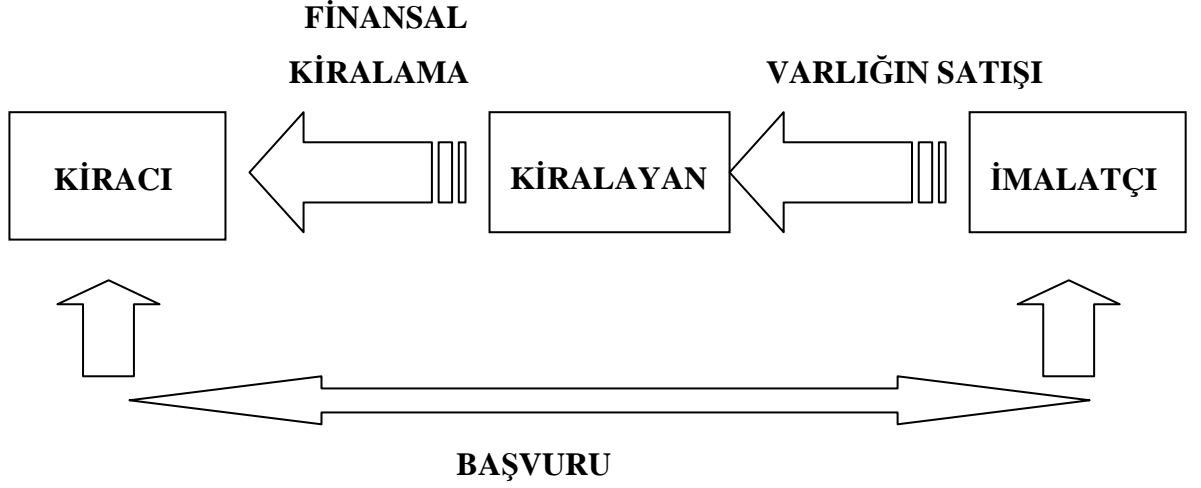 FİNANSAL
KİRALAMA
VARLIĞIN SATIŞI
KİRACI
KİRALAYAN
İMALATÇI
BAŞVURU